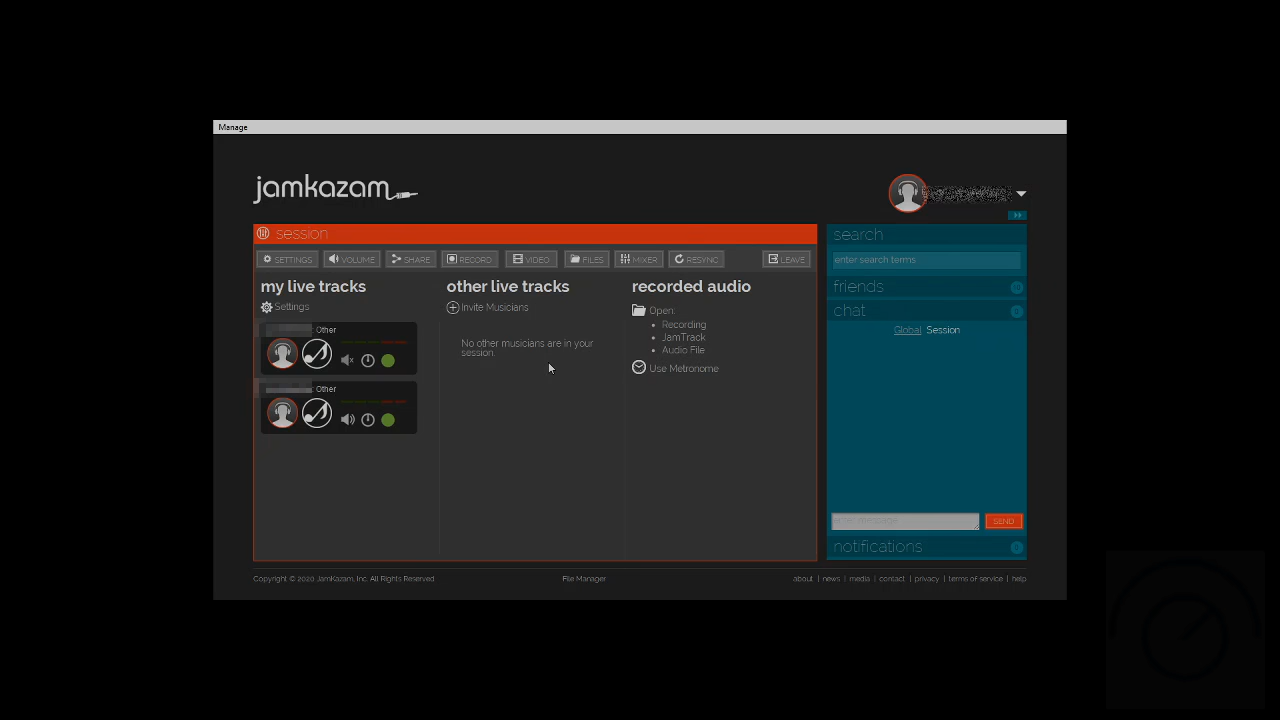 Manage
jamkazam
session
SETTINGS VOLUME SHARE RECORD VIDEO FILES MIXER RESYNC LEAVE
my live tracks
Settings
: Other
: Other
other live tracks
Invite Musicians
No other musicians are in your
session.
recorded audio
Open:
• Recording
• JamTrack
• Audio File
Use Metronome
search
enter search terms
friends
chat
Global Session
SEND
notifications
Copyright © 2020 JamKazam, Inc. All Rights Reserved
File Manager
about | news | media | contact | privacy | terms of service | help